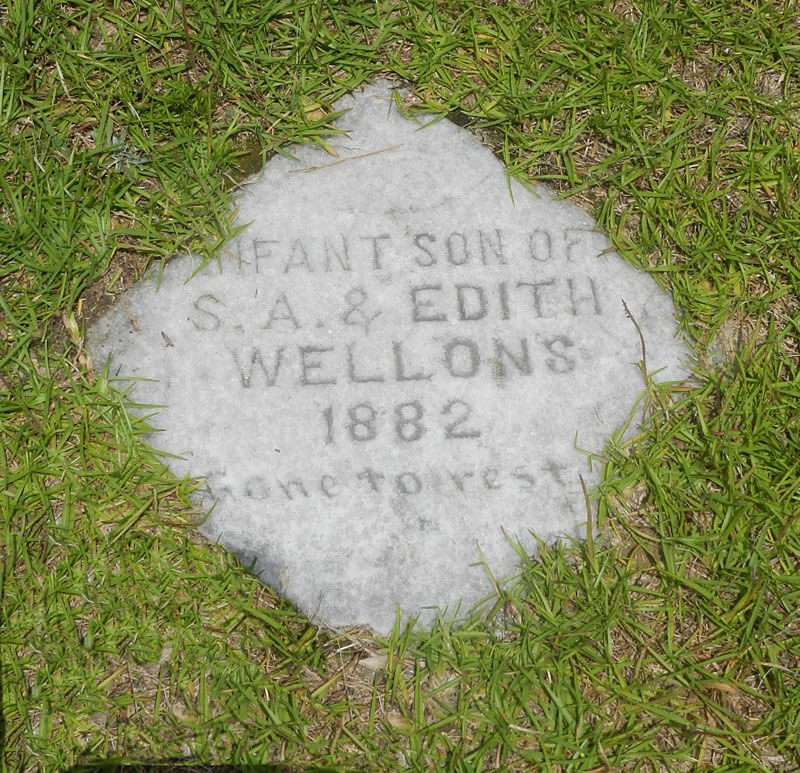 INFANT SON OF
S. A. & EDITH
WELLONS
1882
Gone to rest.